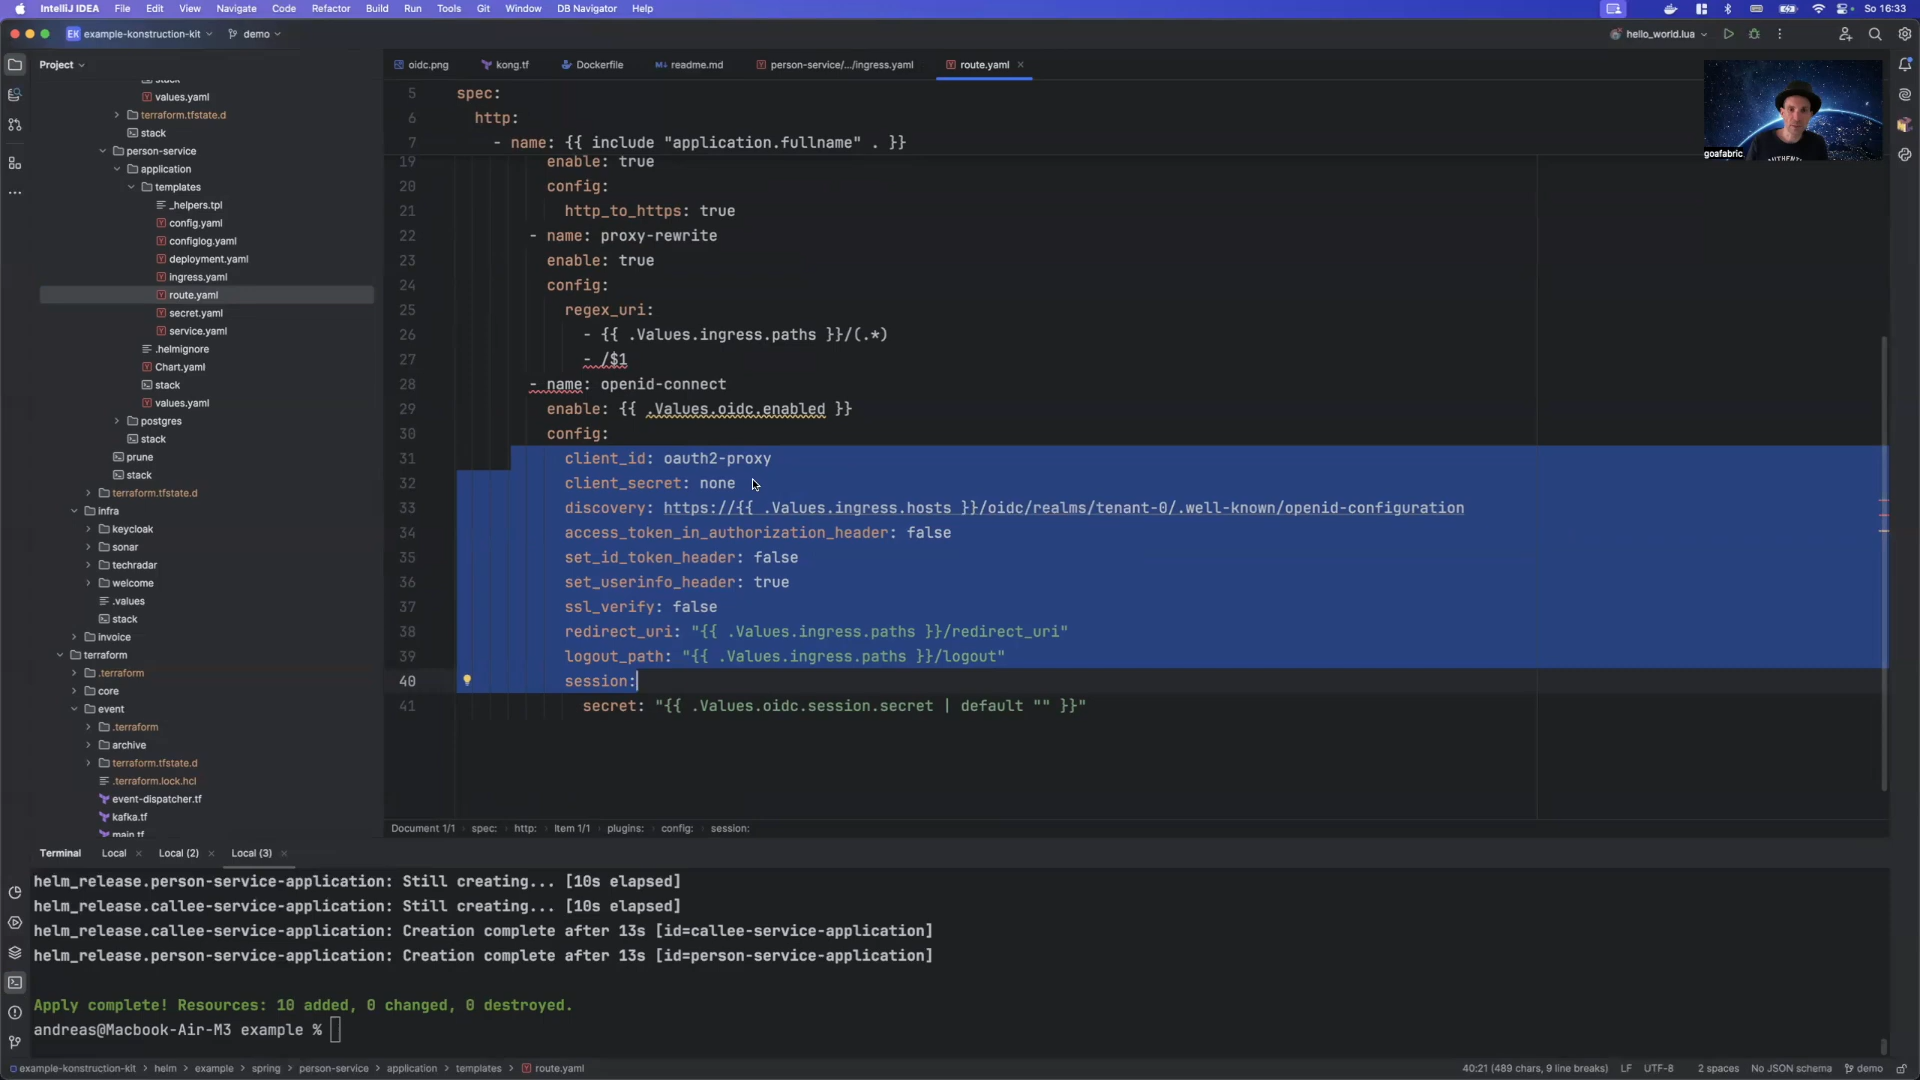 IntelliJ IDEA File Edit View Navigate Code Refactor Build Run Tools Git Window DB Navigator Help
So 16:33
EK example-konstruction-kit demo
hello_world.lua
Project
oidc.png
kong.tf
Dockerfile
readme.md
person-service/.../ingress.yaml
route.yaml
goafabric
stack
values.yaml
terraform.tfstate.d
stack
person-service
application
templates
_helpers.tpl
config.yaml
configlog.yaml
deployment.yaml
ingress.yaml
route.yaml
secret.yaml
service.yaml
.helmignore
Chart.yaml
stack
values.yaml
postgres
stack
prune
stack
terraform.tfstate.d
infra
keycloak
sonar
techradar
welcome
.values
stack
invoice
terraform
.terraform
core
event
.terraform
archive
terraform.tfstate.d
.terraform.lock.hcl
event-dispatcher.tf
kafka.tf
main.tf
5 spec:
6 http:
7 - name: {{ include "application.fullname" . }}
19 enable: true
20 config:
21 http_to_https: true
22 - name: proxy-rewrite
23 enable: true
24 config:
25 regex_uri:
26 - {{ .Values.ingress.paths }}/(.*)
27 - /$1
28 - name: openid-connect
29 enable: {{ .Values.oidc.enabled }}
30 config:
31 client_id: oauth2-proxy
32 client_secret: none
33 discovery: https://{{ .Values.ingress.hosts }}/oidc/realms/tenant-0/.well-known/openid-configuration
34 access_token_in_authorization_header: false
35 set_id_token_header: false
36 set_userinfo_header: true
37 ssl_verify: false
38 redirect_uri: "{{ .Values.ingress.paths }}/redirect_uri"
39 logout_path: "{{ .Values.ingress.paths }}/logout"
40 session:
41 secret: "{{ .Values.oidc.session.secret | default "" }}"
Document 1/1 spec: http: Item 1/1 plugins: config: session:
Terminal Local Local (2) Local (3)
helm_release.person-service-application: Still creating... [10s elapsed]
helm_release.callee-service-application: Still creating... [10s elapsed]
helm_release.callee-service-application: Creation complete after 13s [id=callee-service-application]
helm_release.person-service-application: Creation complete after 13s [id=person-service-application]
Apply complete! Resources: 10 added, 0 changed, 0 destroyed.
andreas@Macbook-Air-M3 example %
example-konstruction-kit helm example spring person-service application templates route.yaml
40:21 (489 chars, 9 line breaks) LF UTF-8 2 spaces No JSON schema demo